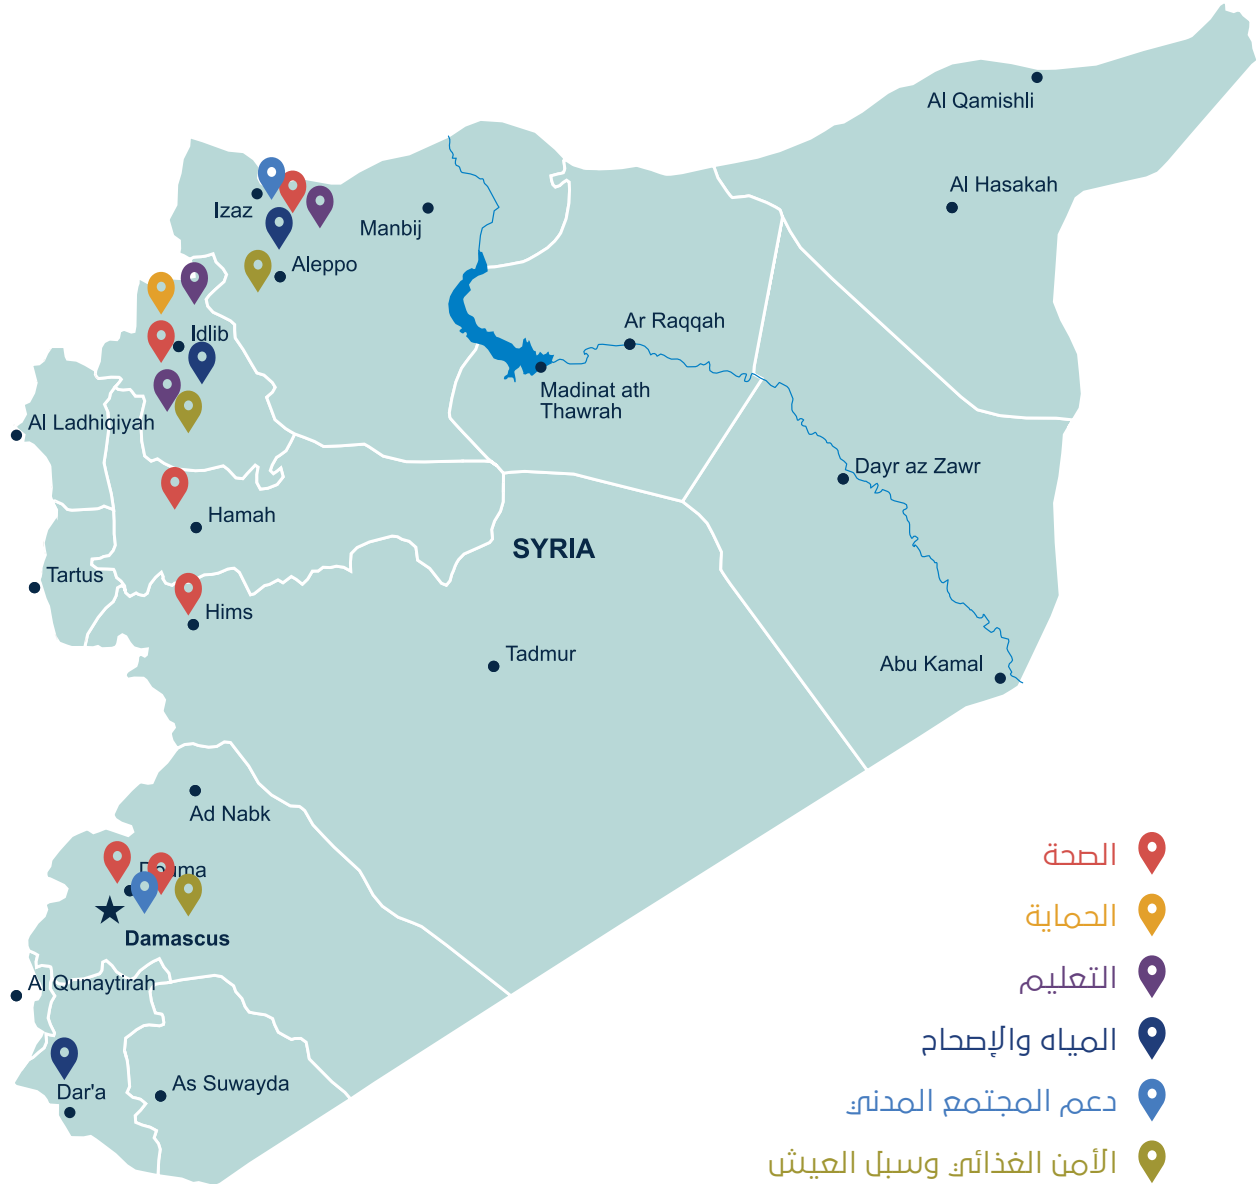 Al Qamishli
Al Hasakah
Izaz
Manbij
Aleppo
Idlib
Ar Raqqah
Madinat ath
Thawrah
Al Ladhiqiyah
Dayr az Zawr
Hamah
SYRIA
Tartus
Hims
Tadmur
Abu Kamal
Ad Nabk
Douma
Damascus
Al Qunaytirah
Dar'a
As Suwayda
الصحة
الحماية
التعليم
المياه والإصحاح
دعم المجتمع المدني
الأمن الغذائي وسبل العيش